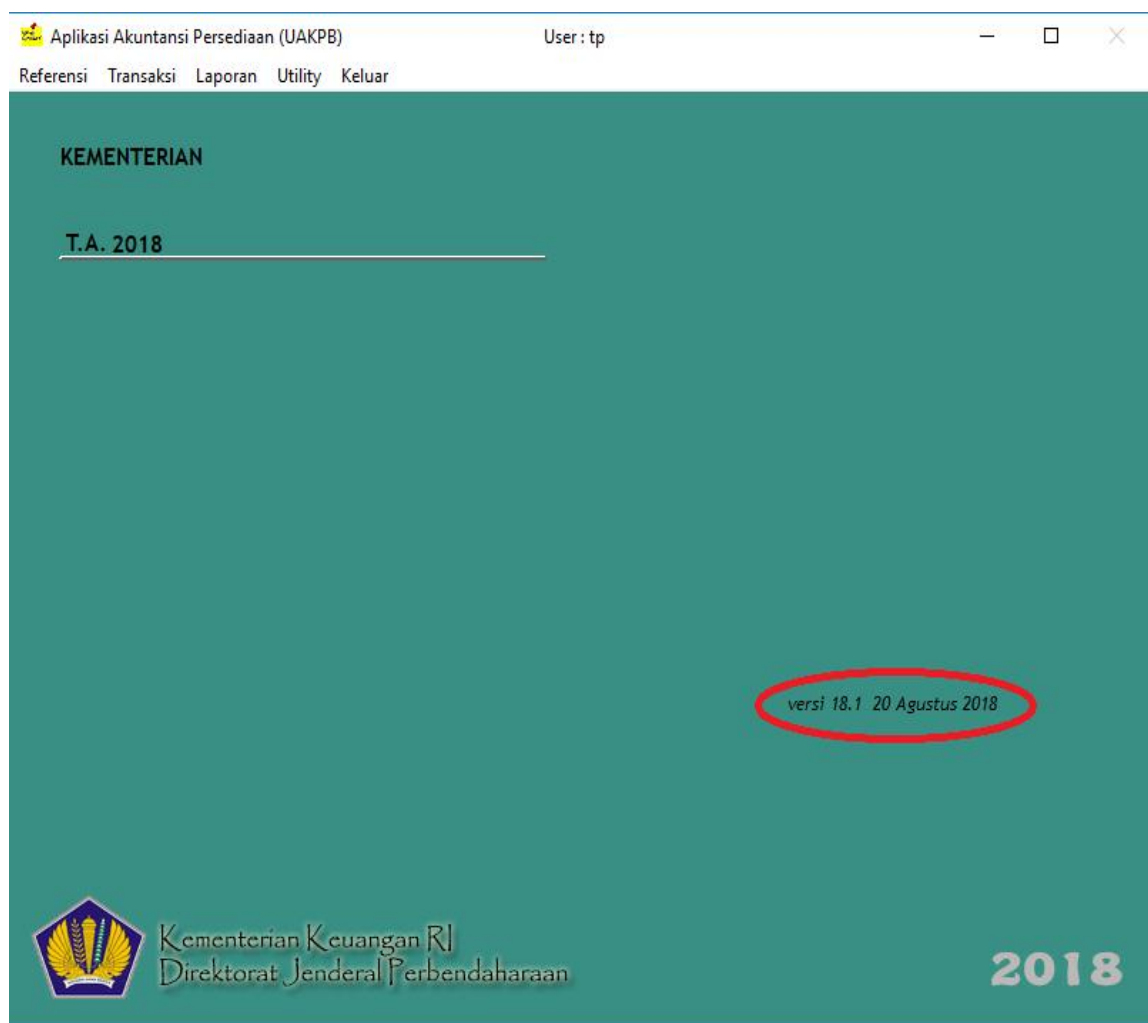 Aplikasi Akuntansi Persediaan (UAKPB) User : tp
Referensi Transaksi Laporan Utility Keluar
KEMENTERIAN
T.A. 2018
versi 18.1 20 Agustus 2018
Kementerian Keuangan RI
Direktorat Jenderal Perbendaharaan
2018